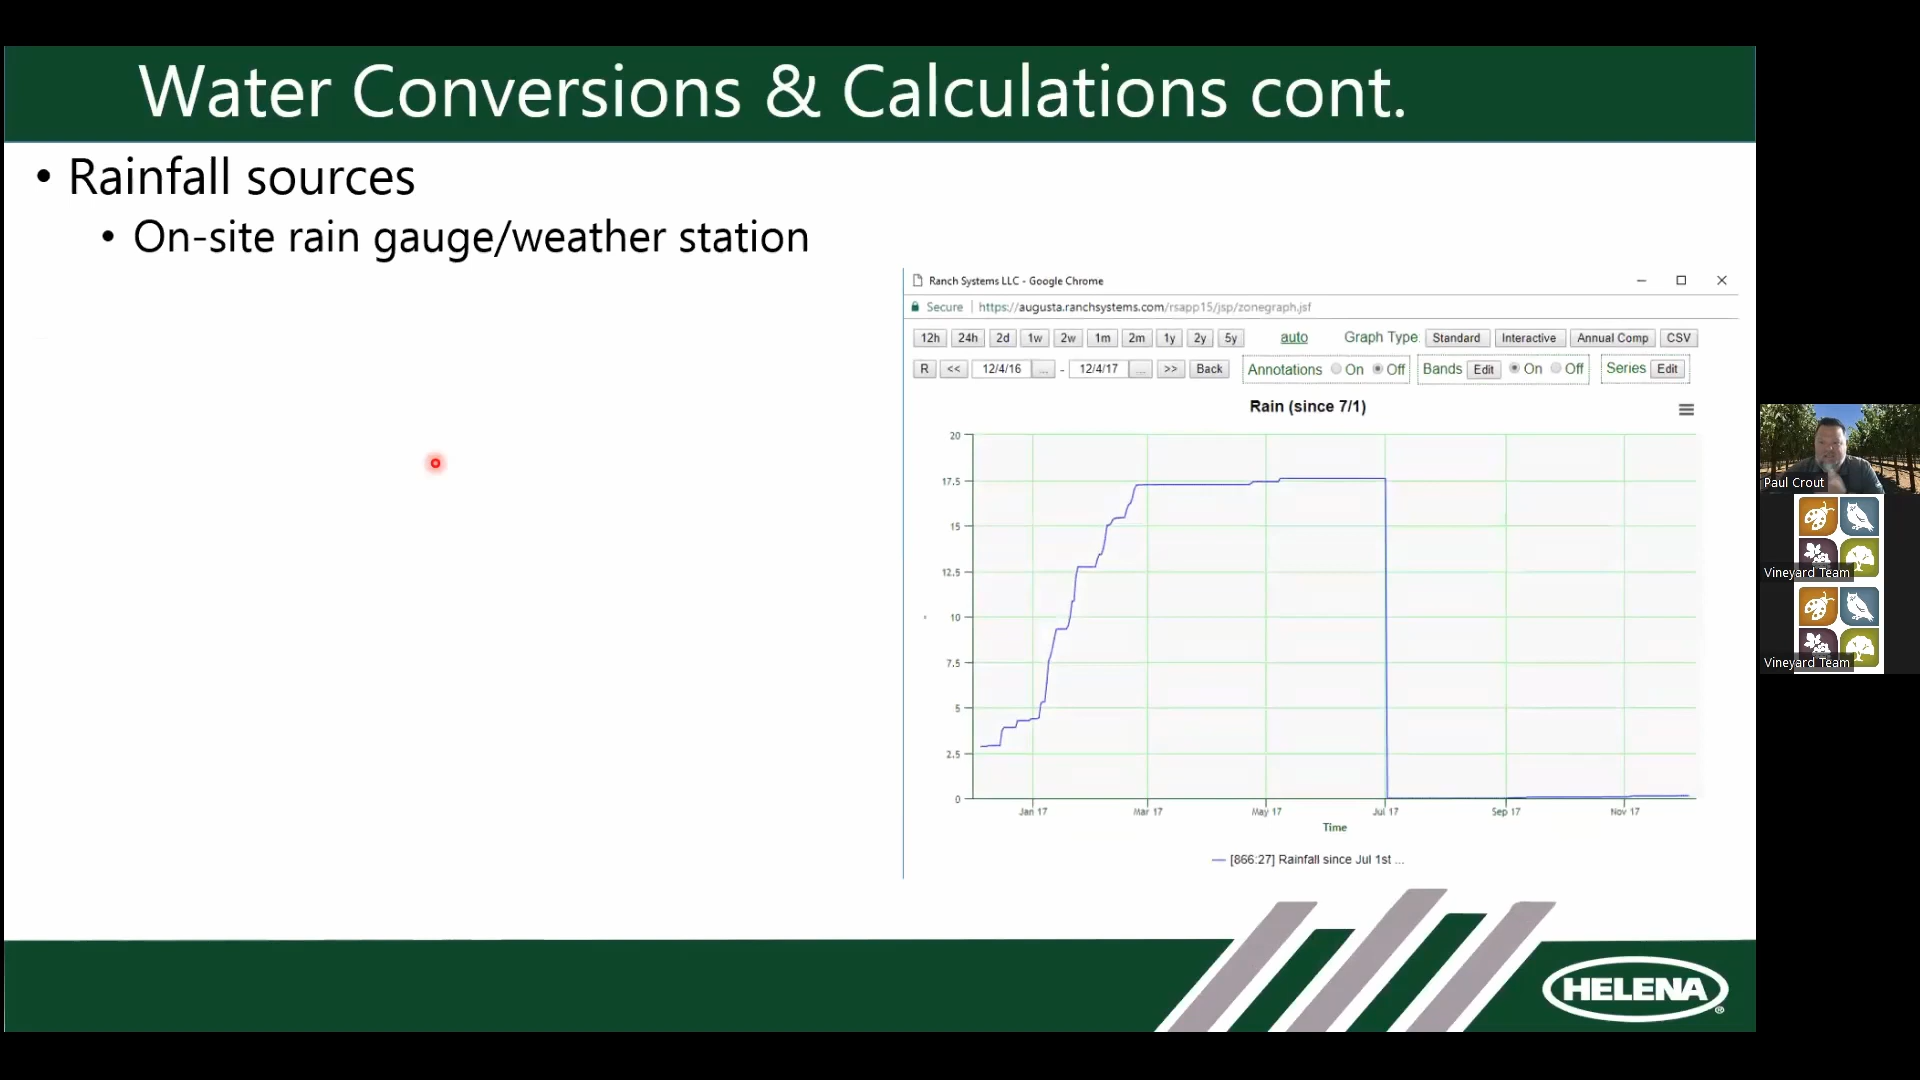 Water Conversions & Calculations cont.
• Rainfall sources
• On-site rain gauge/weather station
Ranch Systems LLC - Google Chrome
Secure | https://augusta.ranchsystems.com/rsapp15/jsp/zonegraph.jsf
12h 24h 2d 1w 2w 1m 2m 1y 2y 5y auto Graph Type: Standard Interactive Annual Comp CSV
R << 12/4/16 ... - 12/4/17 ... >> Back Annotations On Off Bands Edit On Off Series Edit
Rain (since 7/1)
20
17.5
15
12.5
10
7.5
5
2.5
0
Jan 17 Mar 17 May 17 Jul 17 Sep 17 Nov 17
Time
[866:27] Rainfall since Jul 1st ...
HELENA®
Paul Crout
Vineyard Team
Vineyard Team